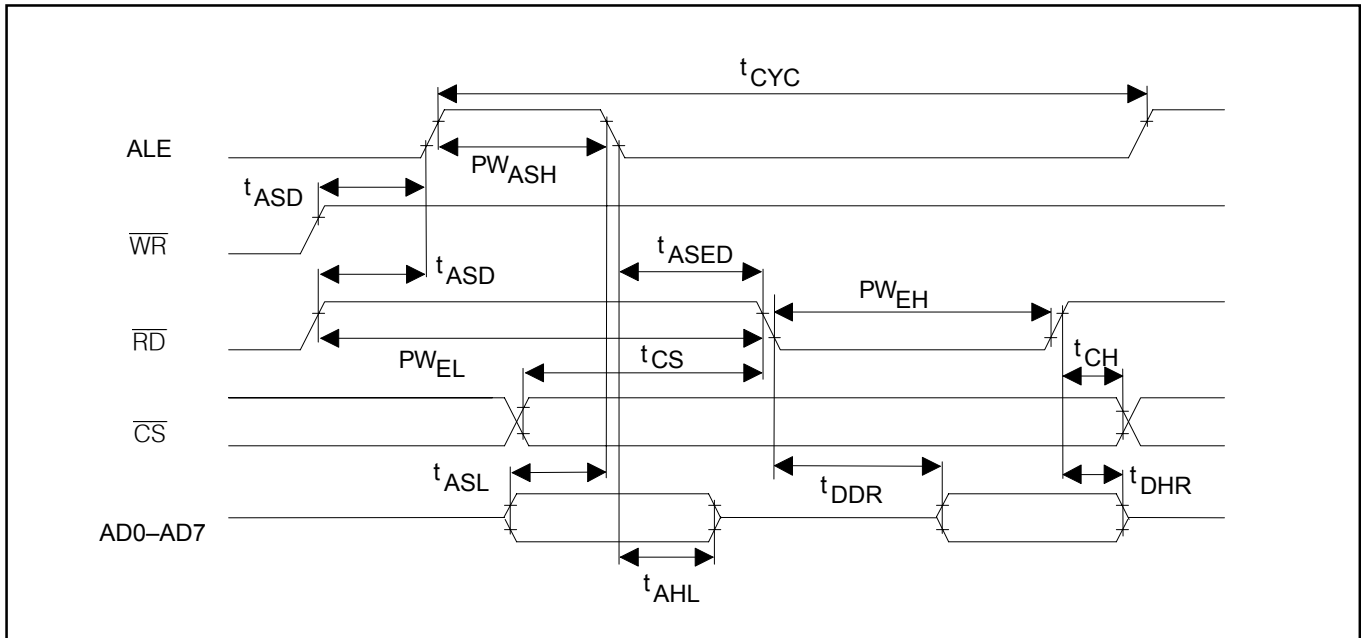 tCYC
ALE
PWASH
tASD
WR
tASED
tASD
PWEH
RD
PWEL
tCS
tCH
CS
tASL
tDDR
tDHR
AD0–AD7
tAHL